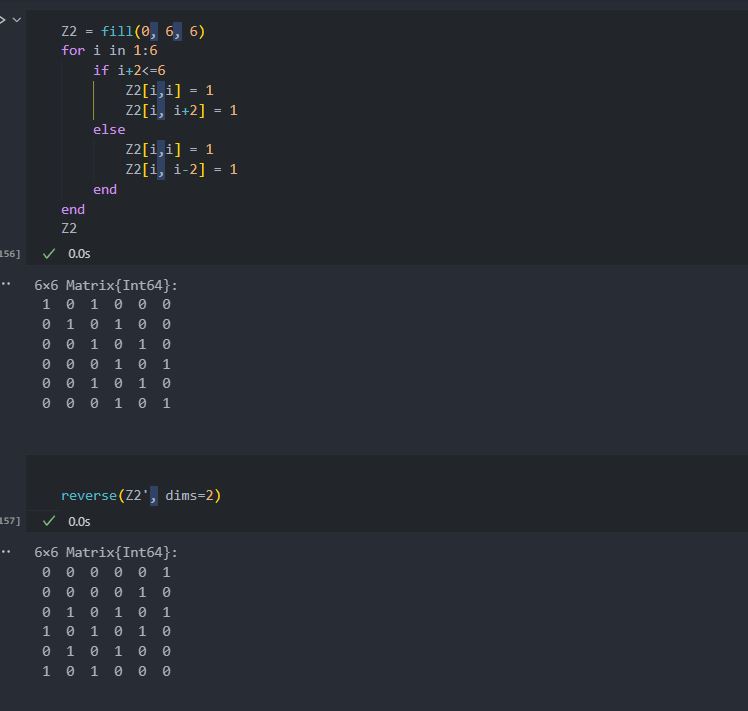 Z2 = fill(0, 6, 6)
for i in 1:6
if i+2<=6
Z2[i,i] = 1
Z2[i, i+2] = 1
else
Z2[i,i] = 1
Z2[i, i-2] = 1
end
end
Z2
156]
✓ 0.0s
6×6 Matrix{Int64}:
1 0 1 0 0 0
0 1 0 1 0 0
0 0 1 0 1 0
0 0 0 1 0 1
0 0 1 0 1 0
0 0 0 1 0 1
reverse(Z2', dims=2)
157]
✓ 0.0s
6×6 Matrix{Int64}:
0 0 0 0 0 1
0 0 0 0 1 0
0 1 0 1 0 1
1 0 1 0 1 0
0 1 0 1 0 0
1 0 1 0 0 0